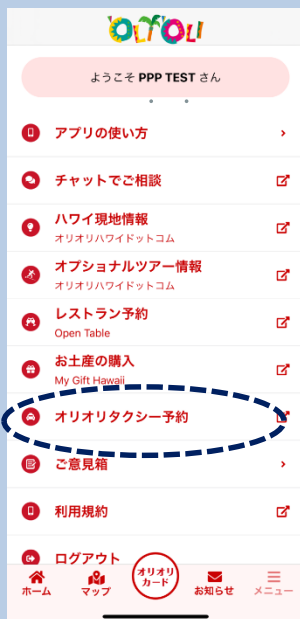 'OLI'OLI
ようこそ PPP TEST さん
アプリの使い方
チャットでご相談
ハワイ現地情報
オリオリハワイドットコム
オプショナルツアー情報
オリオリハワイドットコム
レストラン予約
Open Table
お土産の購入
My Gift Hawaii
オリオリタクシー予約
ご意見箱
利用規約
ログアウト
ホーム
マップ
オリオリ
カード
お知らせ
メニュー